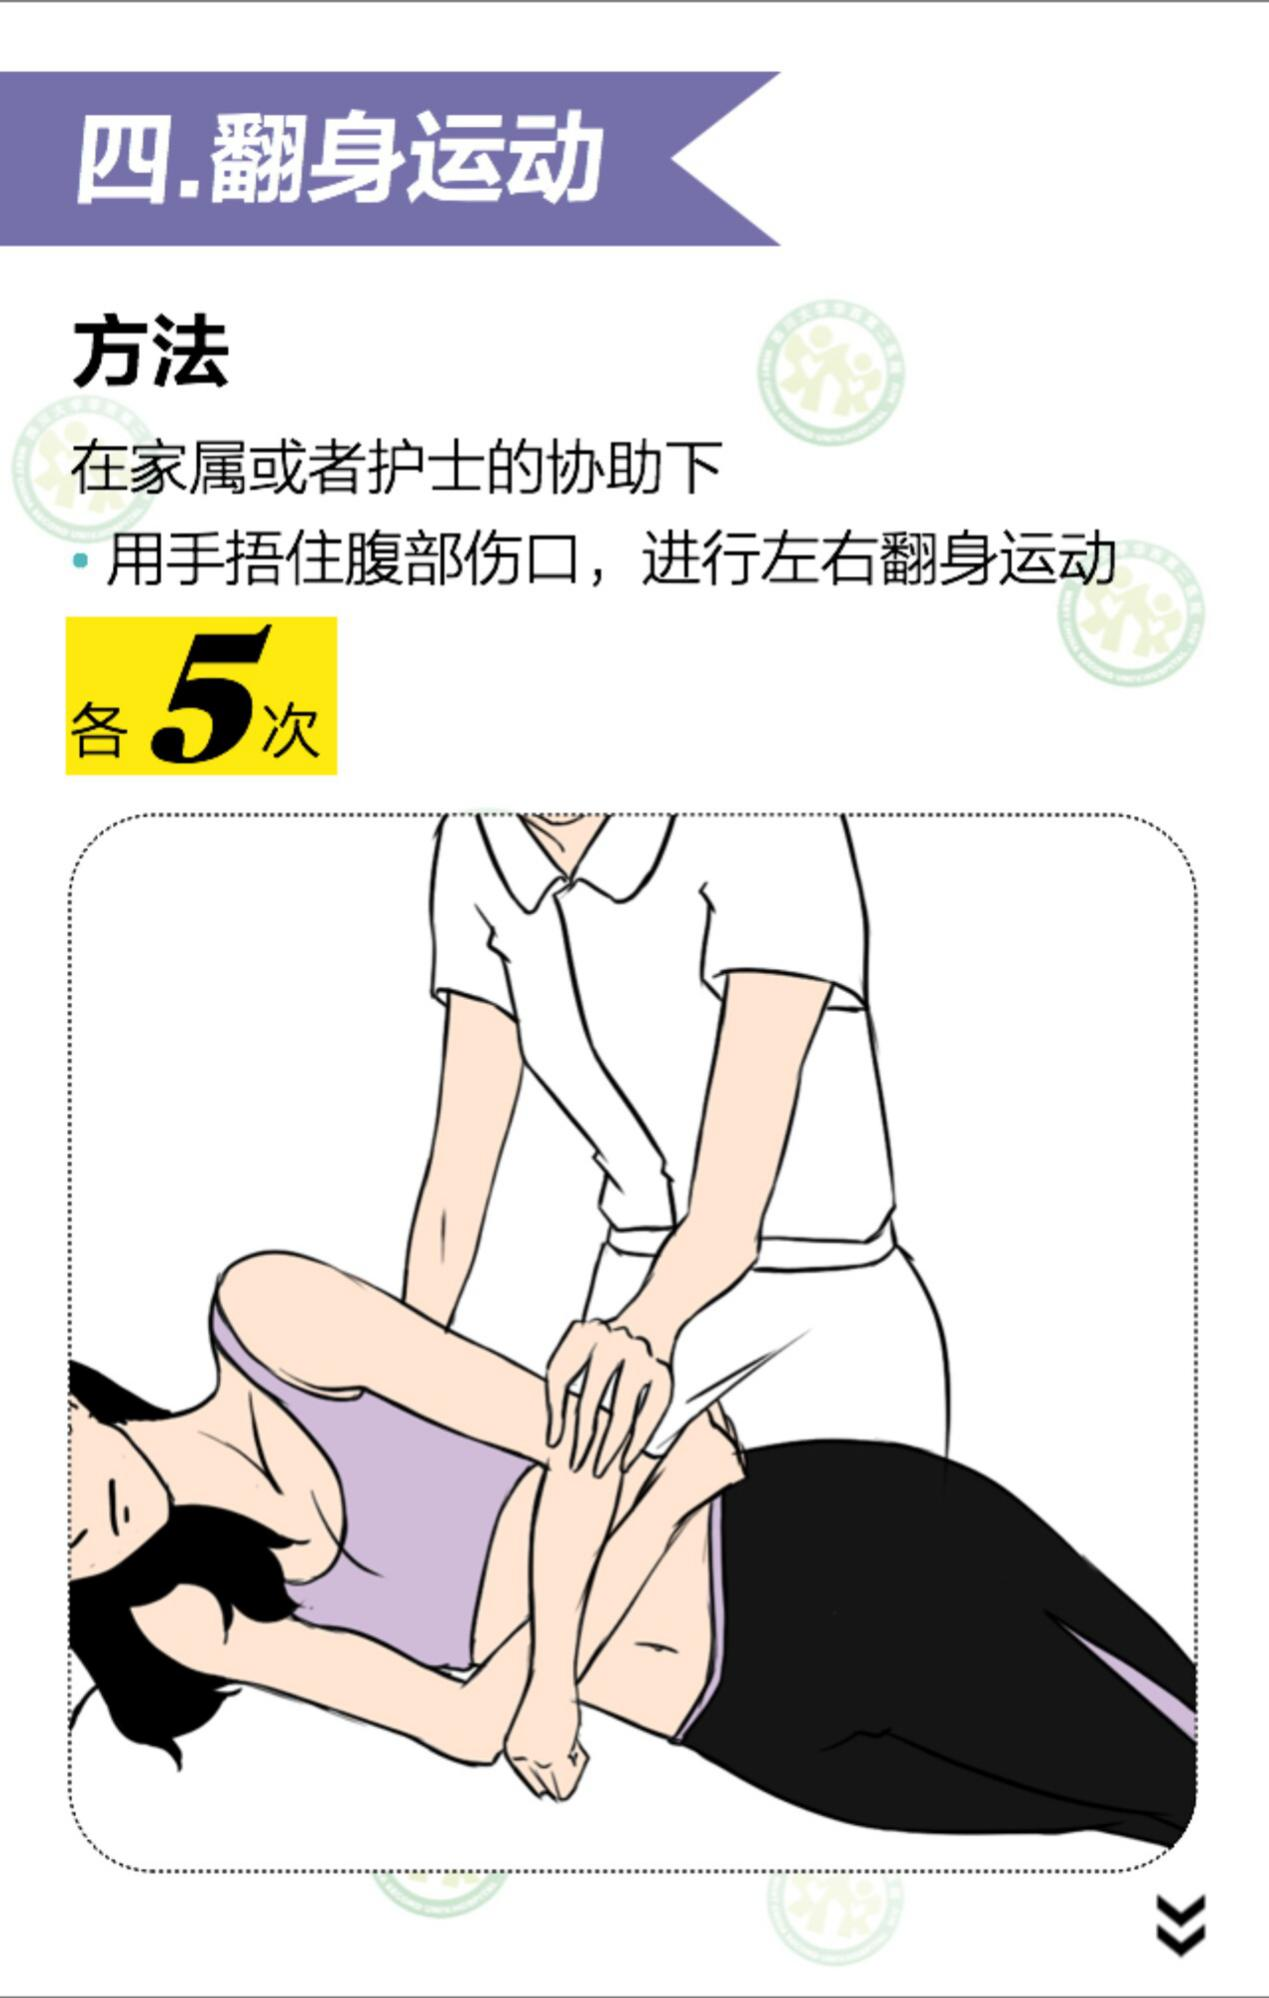 四.翻身运动
方法
在家属或者护士的协助下
• 用手捂住腹部伤口，进行左右翻身运动
各5次